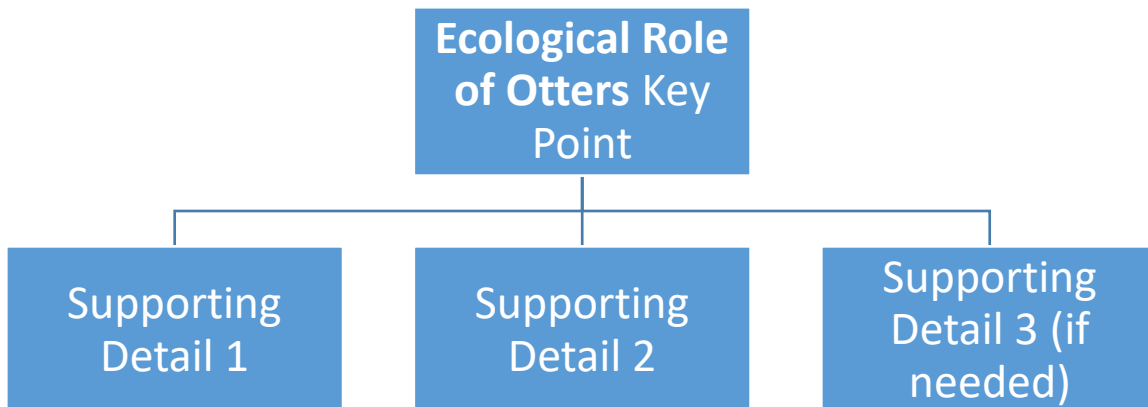 Ecological Role
of Otters Key
Point
Supporting
Detail 1
Supporting
Detail 2
Supporting
Detail 3 (if
needed)